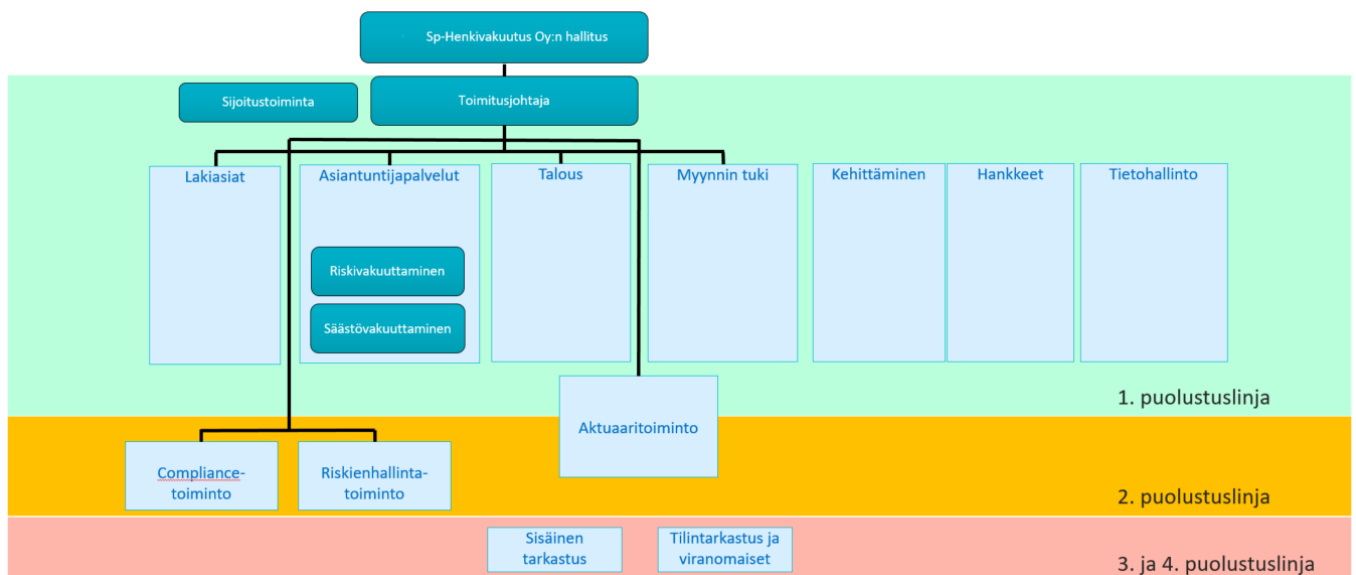 Sp-Henkivakuutus Oy:n hallitus
Sijoitustoiminta
Toimitusjohtaja
Lakiasiat
Asiantuntijapalvelut
Talous
Myynnin tuki
Kehittäminen
Hankkeet
Tietohallinto
Riskivakuuttaminen
Säästövakuuttaminen
1. puolustuslinja
Aktuaaritoiminto
Compliance-
toiminto
Riskienhallinta-
toiminto
2. puolustuslinja
Sisäinen
tarkastus
Tilintarkastus ja
viranomaiset
3. ja 4. puolustuslinja